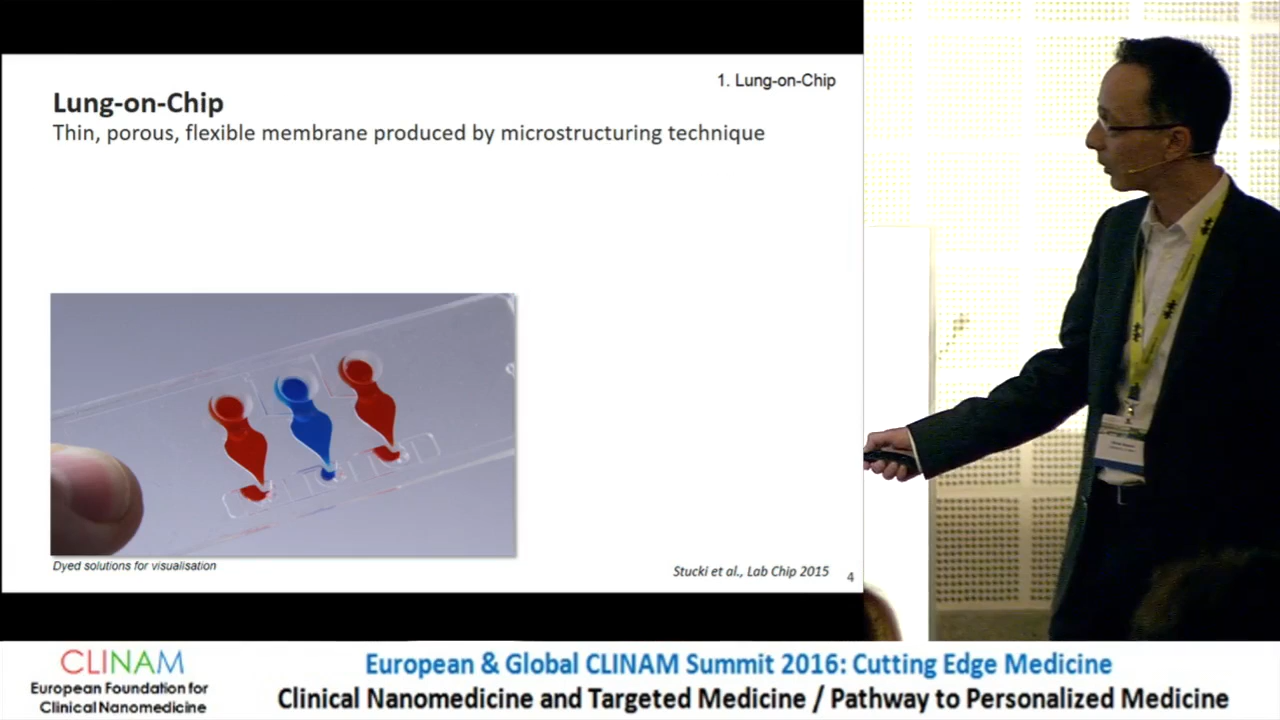 1. Lung-on-Chip
Lung-on-Chip
Thin, porous, flexible membrane produced by microstructuring technique
Dyed solutions for visualisation
Stucki et al., Lab Chip 2015
4
CLINAM
European Foundation for
Clinical Nanomedicine
European & Global CLINAM Summit 2016: Cutting Edge Medicine
Clinical Nanomedicine and Targeted Medicine / Pathway to Personalized Medicine